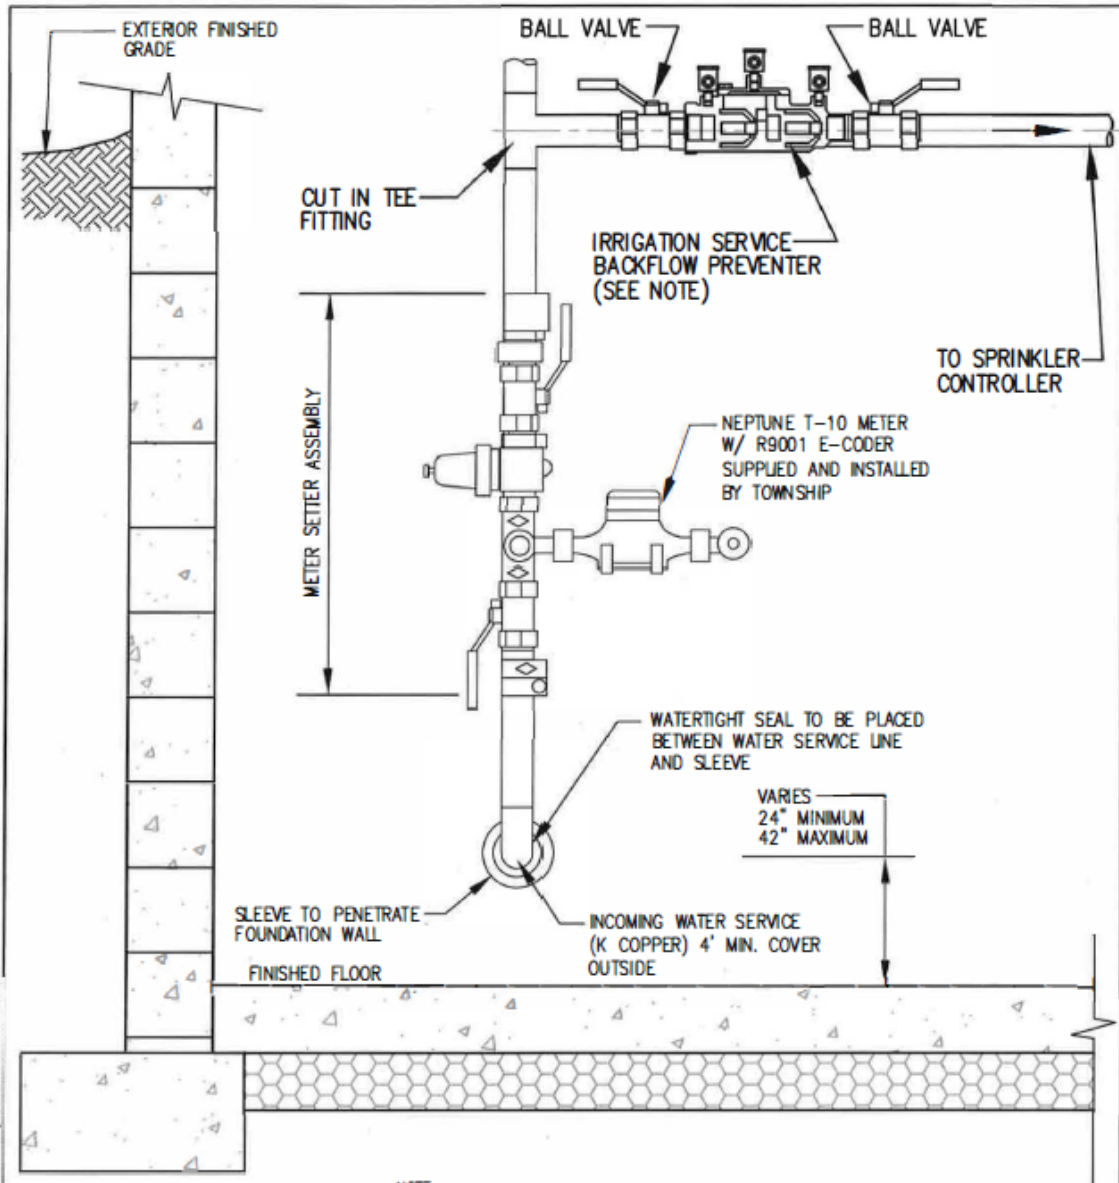 EXTERIOR FINISHED
GRADE
BALL VALVE
BALL VALVE
CUT IN TEE
FITTING
IRRIGATION SERVICE
BACKFLOW PREVENTER
(SEE NOTE)
TO SPRINKLER
CONTROLLER
METER SETTER ASSEMBLY
NEPTUNE T-10 METER
W/ R9001 E-CODER
SUPPLIED AND INSTALLED
BY TOWNSHIP
WATERTIGHT SEAL TO BE PLACED
BETWEEN WATER SERVICE LINE
AND SLEEVE
VARIES
24" MINIMUM
42" MAXIMUM
SLEEVE TO PENETRATE
FOUNDATION WALL
INCOMING WATER SERVICE
(K COPPER) 4' MIN. COVER
OUTSIDE
FINISHED FLOOR